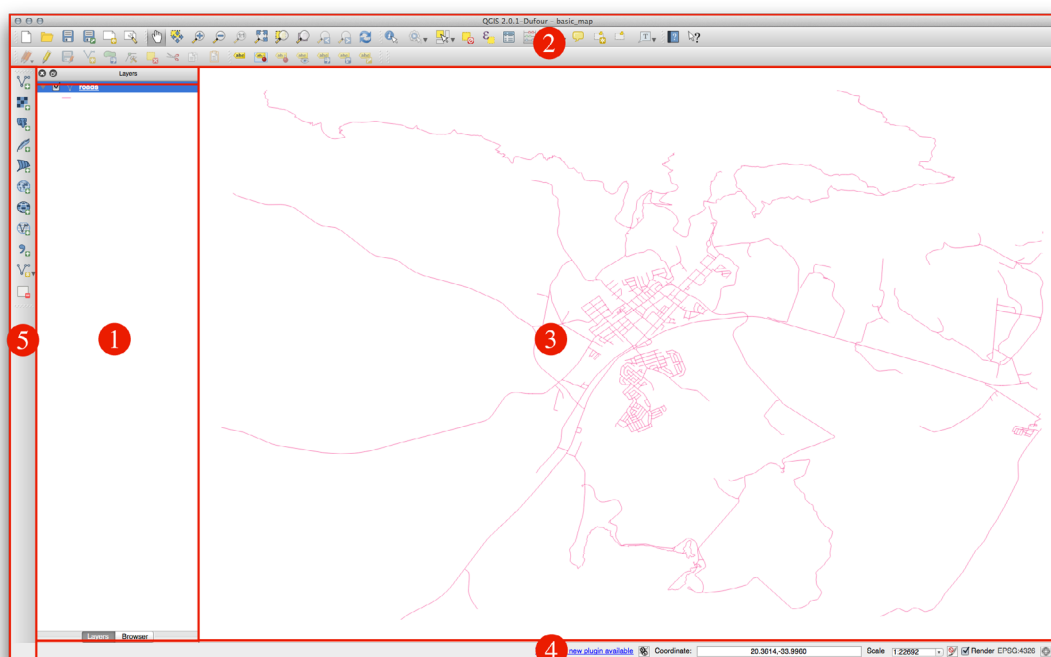 QGIS 2.0.1-Dufour - basic_map
2
Layers
roads
5
1
3
Layers
Browser
4
new plugin available
Coordinate:
20.3614,-33.9960
Scale
1:22692
Render
EPSG:4326